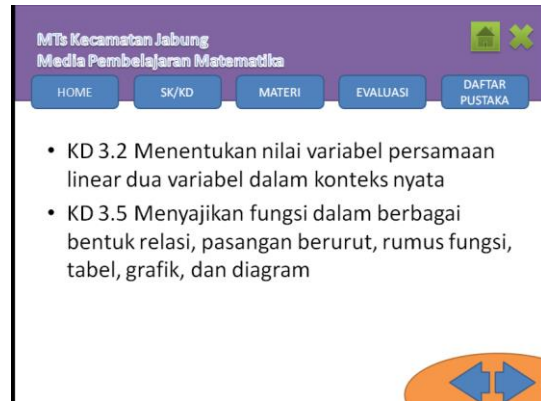 MTs Kecamatan Jabung
Media Pembelajaran Matematika
HOME
SK/KD
MATERI
EVALUASI
DAFTAR
PUSTAKA
• KD 3.2 Menentukan nilai variabel persamaan
linear dua variabel dalam konteks nyata
• KD 3.5 Menyajikan fungsi dalam berbagai
bentuk relasi, pasangan berurut, rumus fungsi,
tabel, grafik, dan diagram